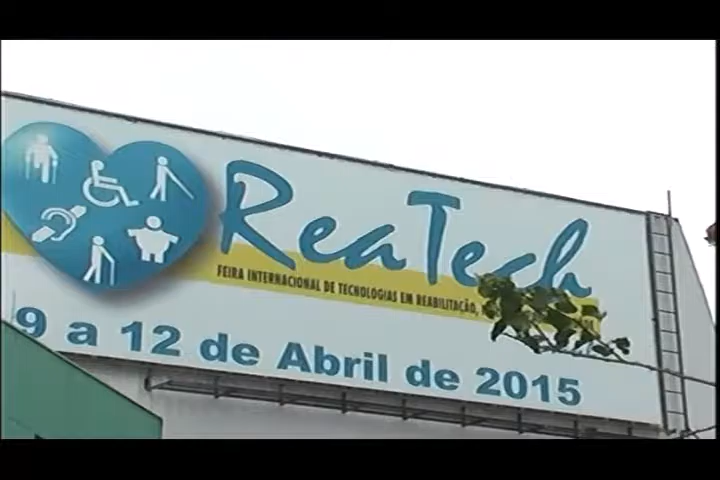 ReaTech
FEIRA INTERNACIONAL DE TECNOLOGIAS EM REABILITAÇÃO,
9 a 12 de Abril de 2015